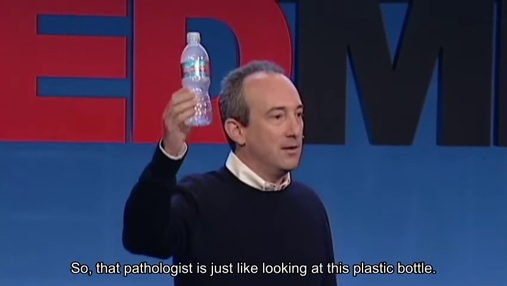 EDM
So, that pathologist is just like looking at this plastic bottle.